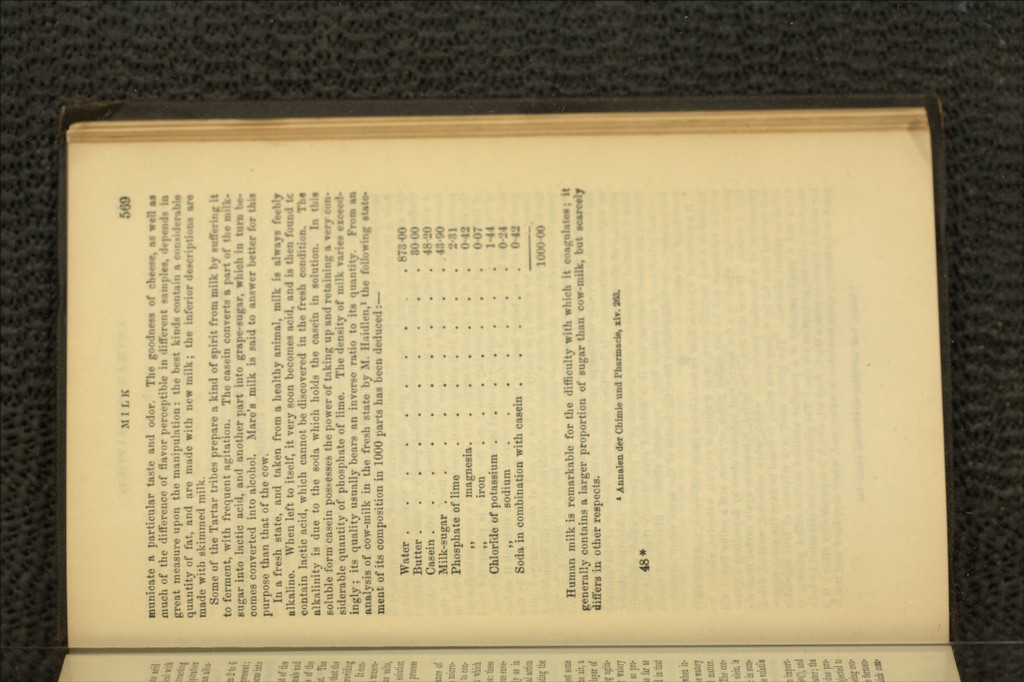 MILK
569
municate a particular taste and odor. The goodness of cheese, as well as
much of the difference of flavor perceptible in different samples, depends in
great measure upon the manipulation: the best kinds contain a considerable
quantity of fat, and are made with new milk; the inferior descriptions are
made with skimmed milk.
Some of the Tartar tribes prepare a kind of spirit from milk by suffering it
to ferment, with frequent agitation. The casein converts a part of the milk-
sugar into lactic acid, and another part into grape-sugar, which in turn be-
comes converted into alcohol. Mare's milk is said to answer better for this
purpose than that of the cow.
In a fresh state, and taken from a healthy animal, milk is always feebly
alkaline. When left to itself, it very soon becomes acid, and is then found to
contain lactic acid, which cannot be discovered in the fresh condition. The
alkalinity is due to the soda which holds the casein in solution. In this
soluble form casein possesses the power of taking up and retaining a very con-
siderable quantity of phosphate of lime. The density of milk varies exceed-
ingly; its quality usually bears an inverse ratio to its quantity. From an
analysis of cow-milk in the fresh state by M. Haidlen,¹ the following state-
ment of its composition in 1000 parts has been deduced:—
Water . . . . . . . 873·00
Butter . . . . . . . 30·00
Casein . . . . . . . 48·20
Milk-sugar . . . . . . 43·90
Phosphate of lime . . . . . 2·31
„ magnesia. . . . . 0·42
„ iron . . . . . 0·07
Chloride of potassium . . . . 1·44
„ sodium . . . . . 0·24
Soda in combination with casein . . . 0·42
1000·00
Human milk is remarkable for the difficulty with which it coagulates; it
generally contains a larger proportion of sugar than cow-milk, but scarcely
differs in other respects.
¹ Annalen der Chimie und Pharmacie, xlv. 263.
48*